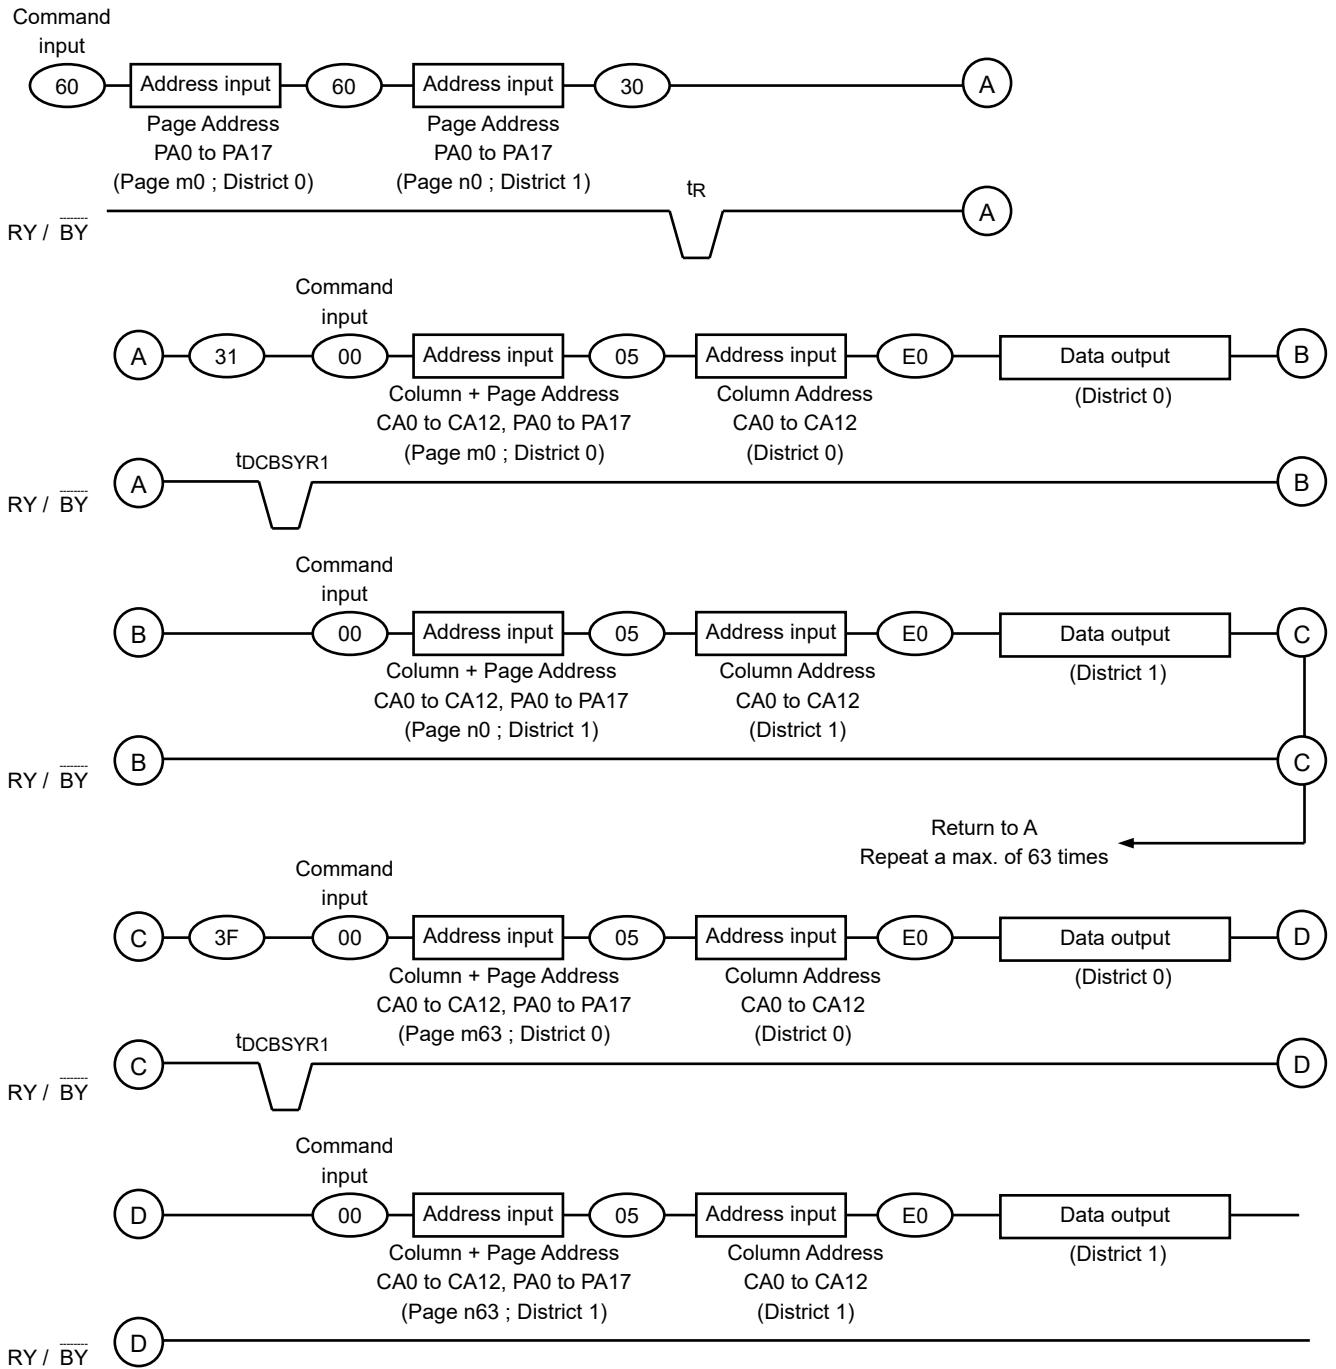 Command
input
60 Address input 60 Address input 30 A
Page Address
PA0 to PA17
(Page m0 ; District 0)
Page Address
PA0 to PA17
(Page n0 ; District 1)
tR
RY / BY A
Command
input
A 31 00 Address input 05 Address input E0 Data output B
Column + Page Address
CA0 to CA12, PA0 to PA17
(Page m0 ; District 0)
Column Address
CA0 to CA12
(District 0)
(District 0)
tDCBSYR1
RY / BY A B
Command
input
B 00 Address input 05 Address input E0 Data output C
Column + Page Address
CA0 to CA12, PA0 to PA17
(Page n0 ; District 1)
Column Address
CA0 to CA12
(District 1)
(District 1)
RY / BY B C
Return to A
Repeat a max. of 63 times
Command
input
C 3F 00 Address input 05 Address input E0 Data output D
Column + Page Address
CA0 to CA12, PA0 to PA17
(Page m63 ; District 0)
Column Address
CA0 to CA12
(District 0)
(District 0)
tDCBSYR1
RY / BY C D
Command
input
D 00 Address input 05 Address input E0 Data output
Column + Page Address
CA0 to CA12, PA0 to PA17
(Page n63 ; District 1)
Column Address
CA0 to CA12
(District 1)
(District 1)
RY / BY D